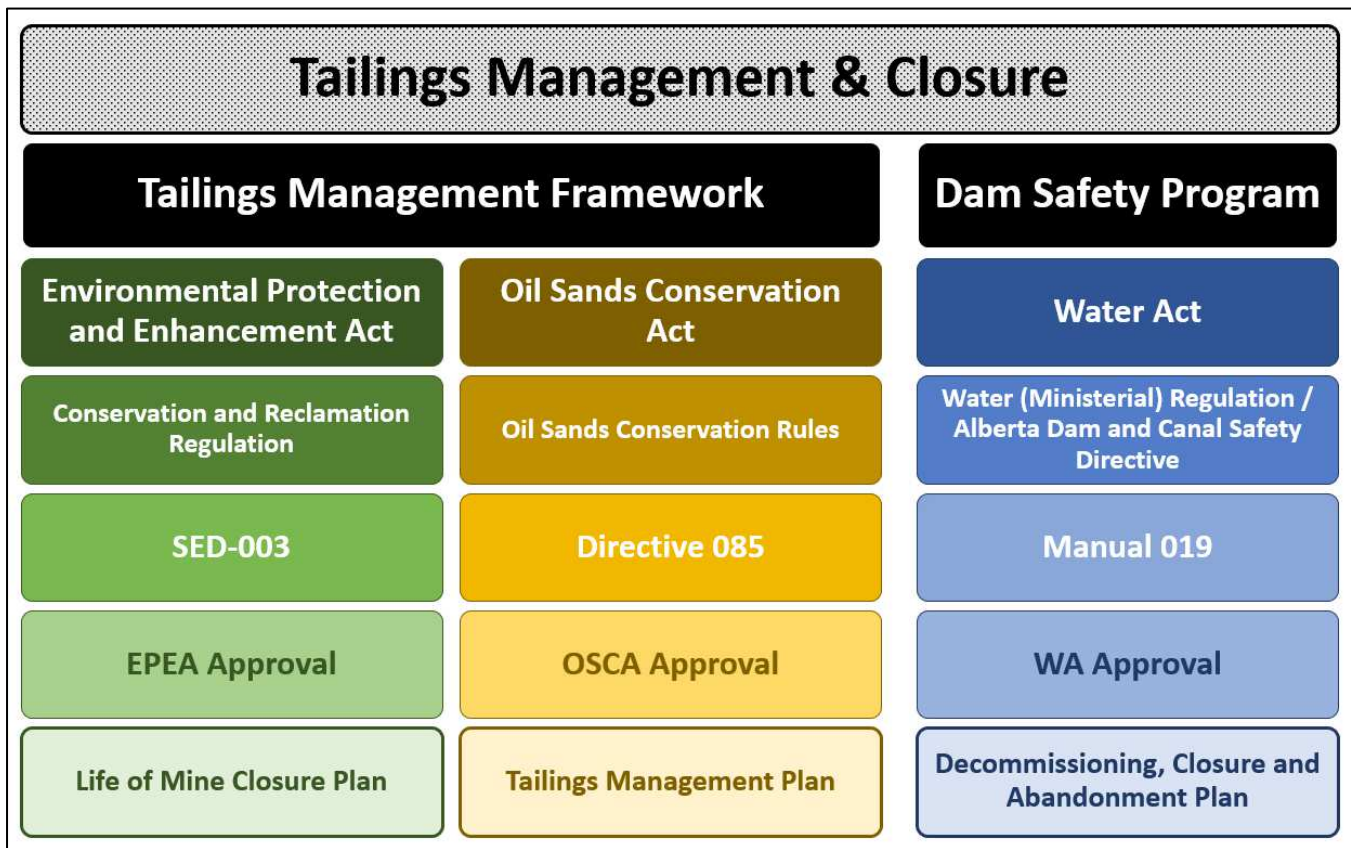 Tailings Management & Closure
Tailings Management Framework
Dam Safety Program
Environmental Protection
and Enhancement Act
Oil Sands Conservation
Act
Water Act
Conservation and Reclamation
Regulation
Oil Sands Conservation Rules
Water (Ministerial) Regulation /
Alberta Dam and Canal Safety
Directive
SED-003
Directive 085
Manual 019
EPEA Approval
OSCA Approval
WA Approval
Life of Mine Closure Plan
Tailings Management Plan
Decommissioning, Closure and
Abandonment Plan